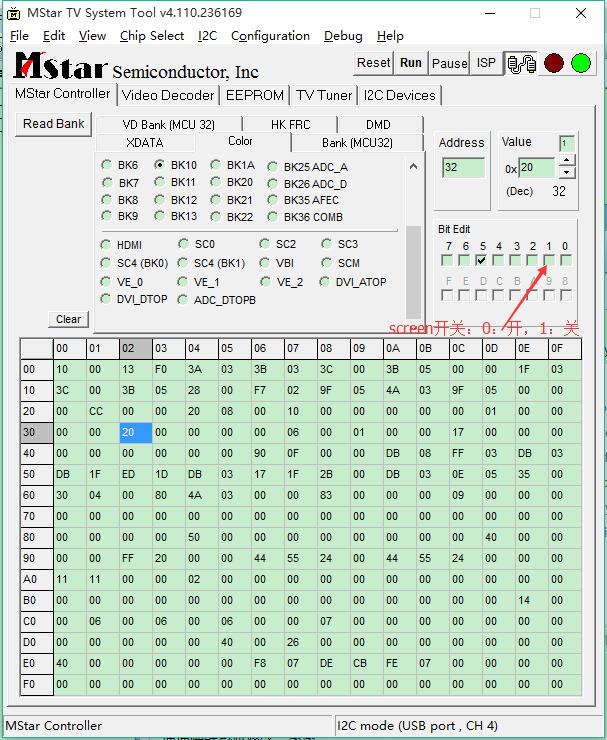 MStar TV System Tool v4.110.236169
File Edit View Chip Select I2C Configuration Debug Window Help
MStar Semiconductor, Inc
Reset Run Pause ISP
MStar Controller Video Decoder EEPROM TV Tuner I2C Devices
Read Bank
VD Bank (MCU 32) HK FRC DMD
XDATA Color Bank (MCU32)
BK6 BK10 BK1A BK25 ADC_A
BK7 BK11 BK20 BK26 ADC_D
BK8 BK12 BK21 BK35 AFEC
BK9 BK13 BK22 BK36 COMB
HDMI SC0 SC2 SC3
SC4 (BK0) SC4 (BK1) VBI SCM
VE_0 VE_1 VE_2 DVI_ATOP
DVI_DTOP ADC_DTOPB
Clear
Address
32
Value 1
0x 20
(Dec) 32
Bit Edit
7 6 5 4 3 2 1 0
F E D C B A 9 8
screen开关：0：开，1：关
00 01 02 03 04 05 06 07 08 09 0A 0B 0C 0D 0E 0F
00 10 00 13 F0 3A 03 3B 03 3C 00 3B 05 00 00 1F 03
10 3C 00 3B 05 28 00 F7 02 9F 05 4A 03 9F 05 00 00
20 00 CC 00 00 20 08 00 10 00 00 00 00 00 01 00 00
30 00 00 20 00 00 00 00 06 00 01 00 00 17 00 00 00
40 00 00 00 00 00 00 90 0F 00 00 DB 08 FF 03 DB 03
50 DB 1F ED 1D DB 03 17 1F 2B 00 DB 03 0E 05 35 00
60 30 04 00 80 4A 03 00 00 83 00 00 00 09 00 00 00
70 00 00 00 00 00 00 00 00 00 00 00 00 00 00 00 00
80 00 00 00 00 50 00 00 00 00 00 00 00 00 40 00 00
90 00 00 FF 20 00 00 44 55 24 00 44 55 24 00 00 00
A0 11 11 00 00 02 00 00 00 00 00 00 00 00 00 00 00
B0 00 00 00 00 00 00 00 00 00 00 00 00 00 00 14 00
C0 00 06 00 06 00 06 00 00 07 00 00 00 00 00 00 00
D0 00 00 00 00 00 40 00 26 00 00 00 00 00 00 00 00
E0 40 00 00 00 00 00 F8 07 DE CB FE 07 00 00 00 00
F0 00 00 00 00 00 00 00 00 00 00 00 00 00 00 00 00
MStar Controller I2C mode (USB port , CH 4)